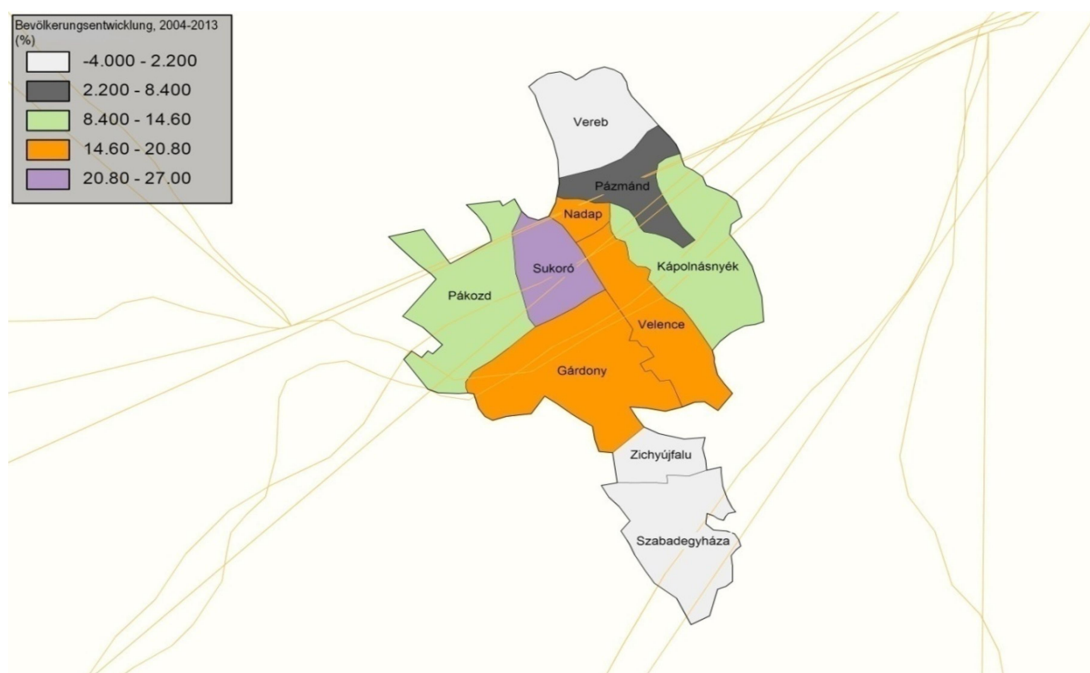 Bevölkerungsentwicklung, 2004-2013
(%)
-4.000 - 2.200
2.200 - 8.400
8.400 - 14.60
14.60 - 20.80
20.80 - 27.00
Vereb
Pázmánd
Nadap
Sukoró
Kápolnásnyék
Pákozd
Velence
Gárdony
Zichyújfalu
Szabadegyháza